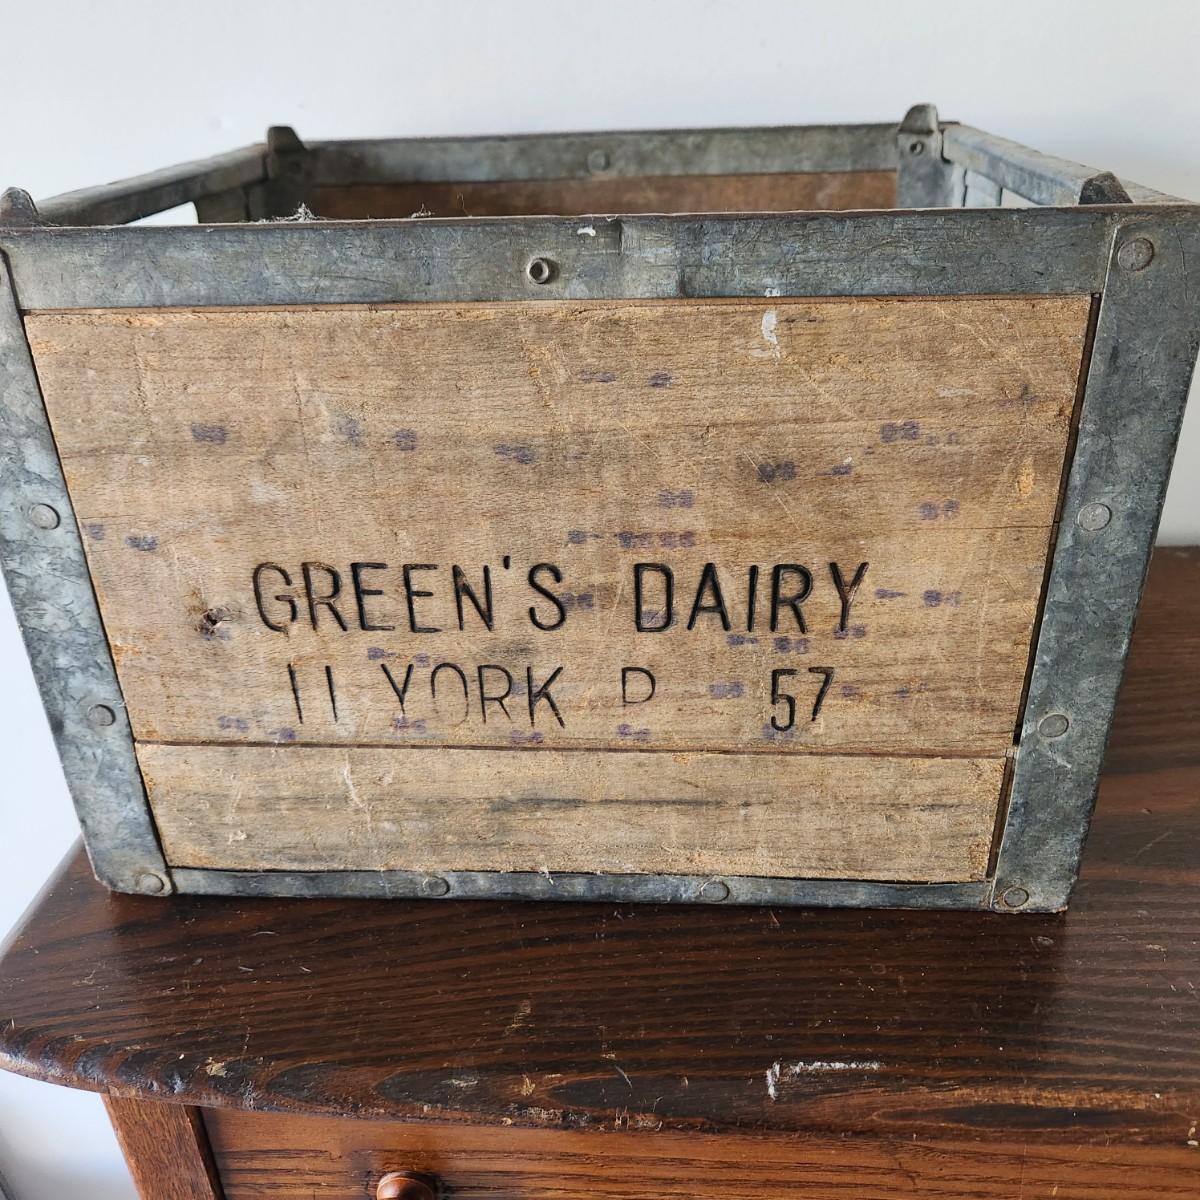 GREEN'S DAIRY
11 YORK P 57